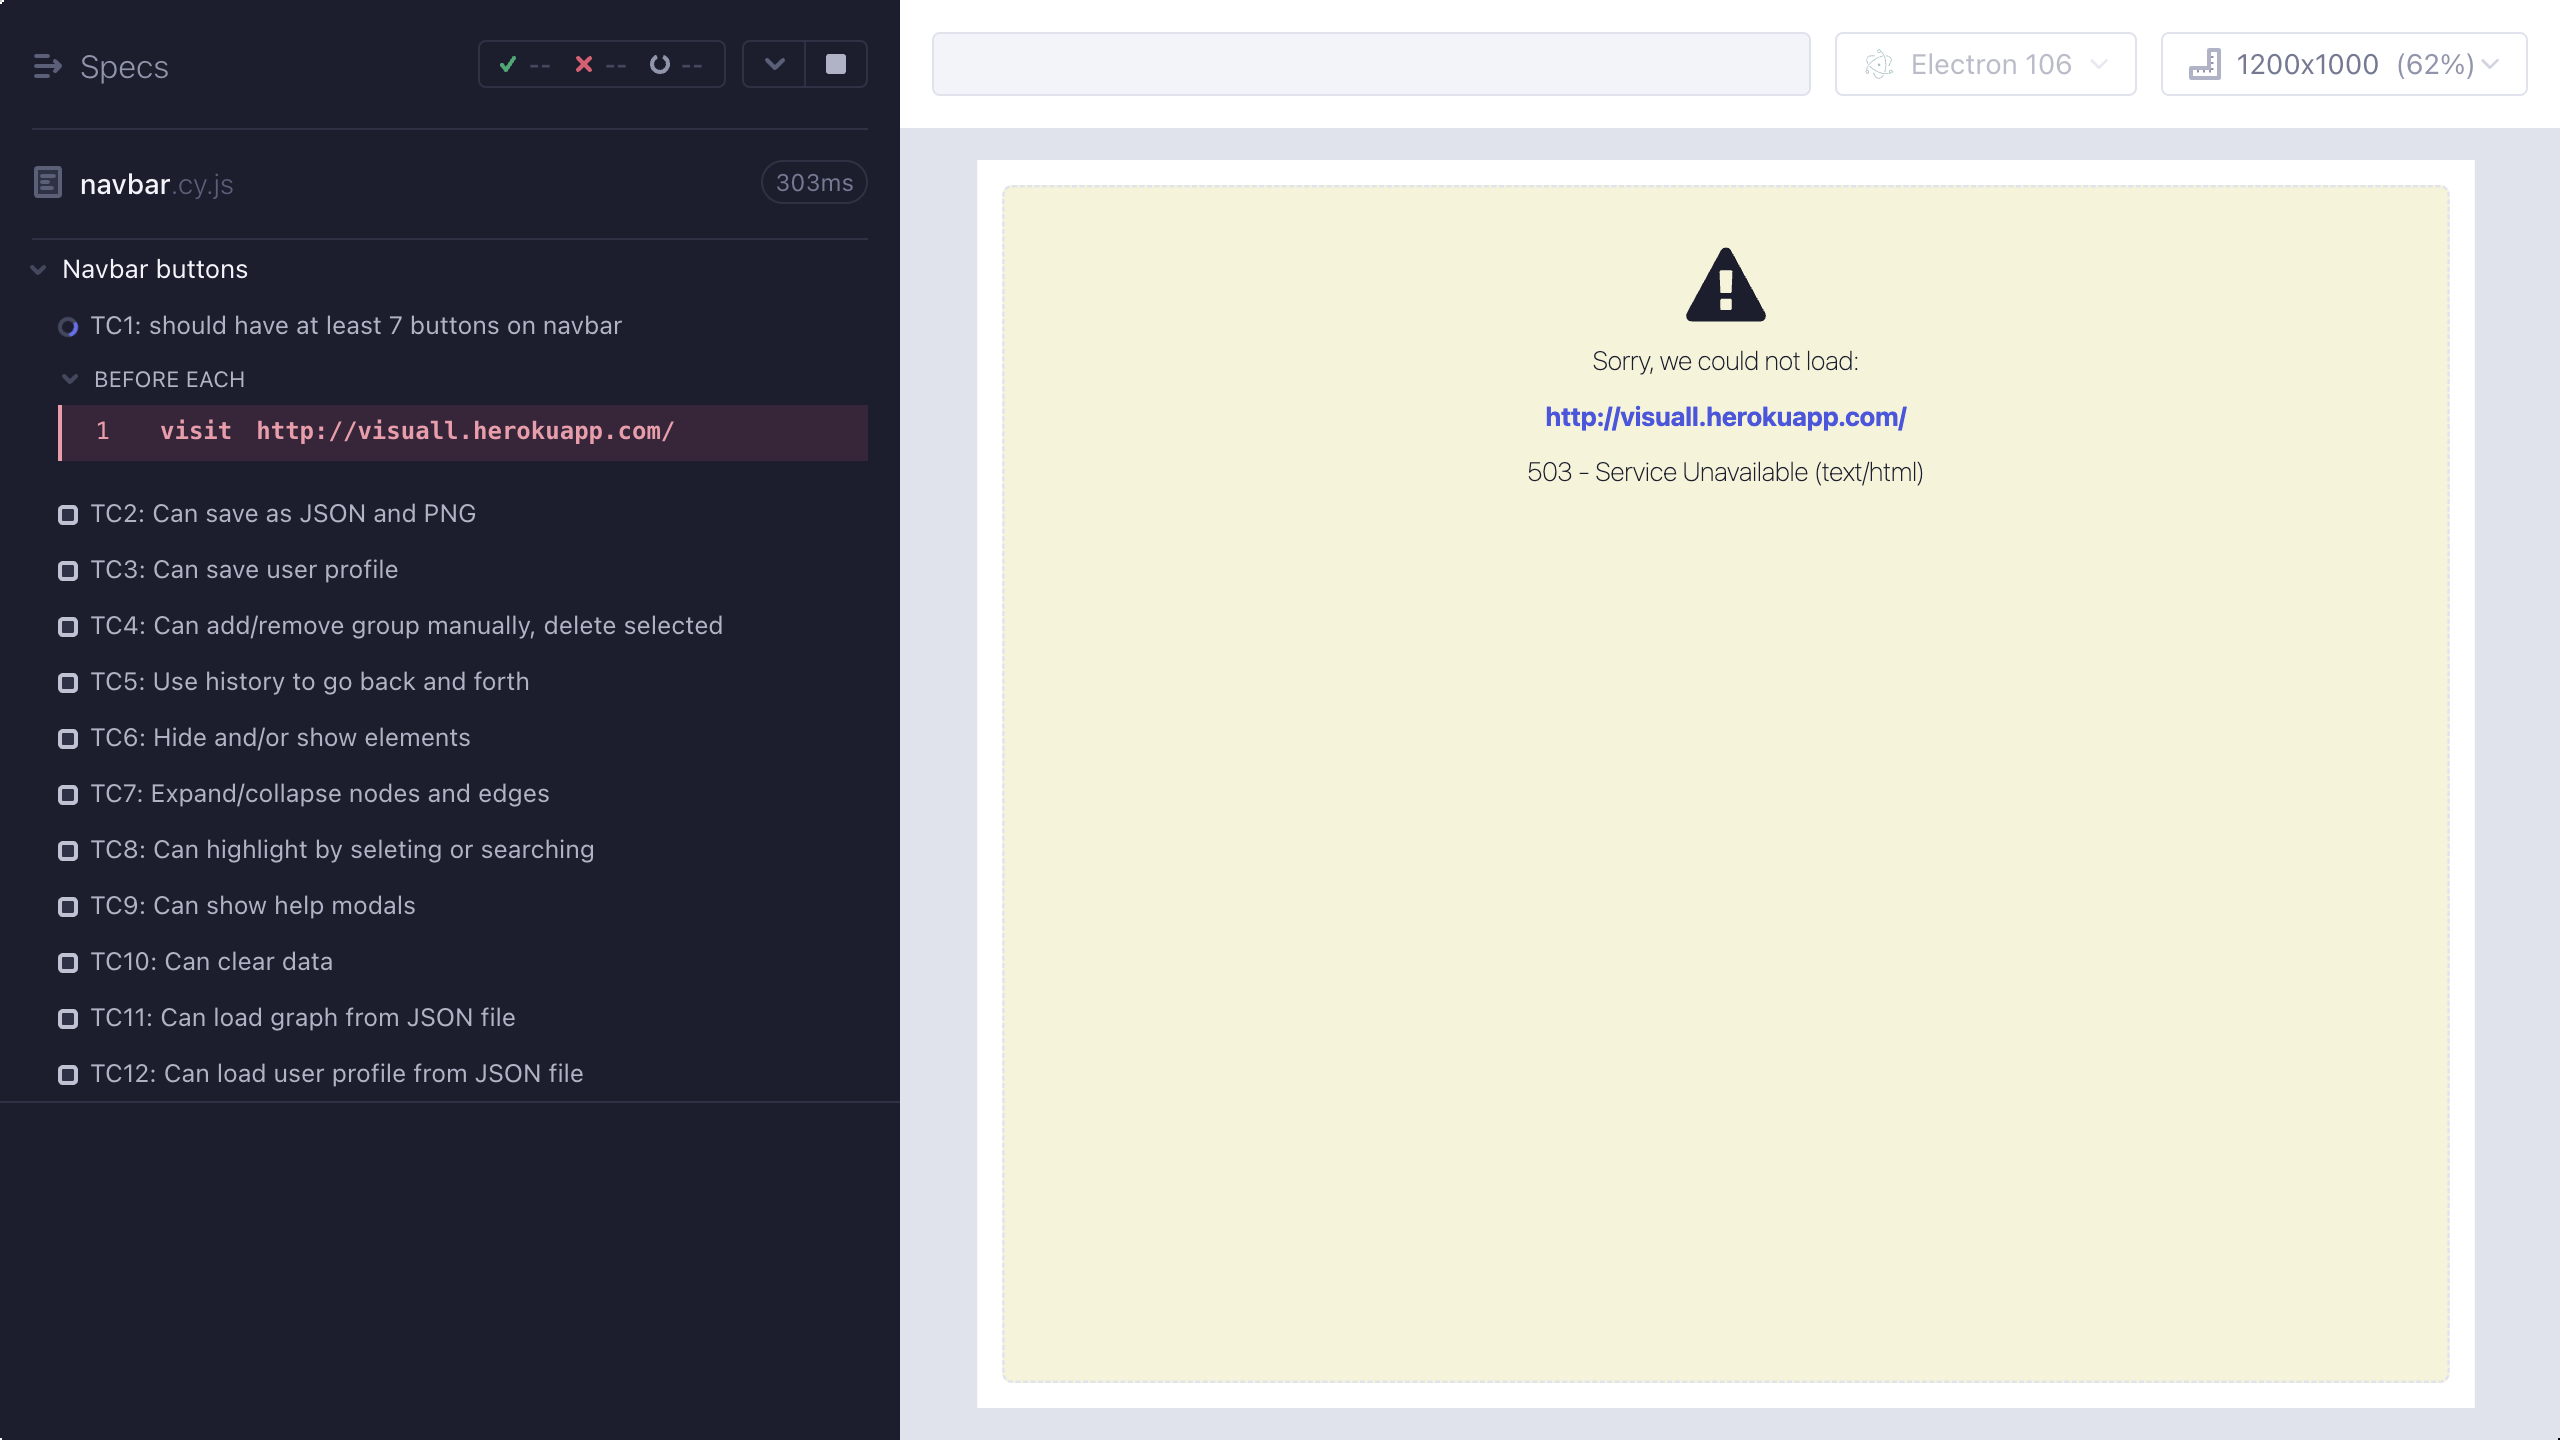 Specs
--
--
--
navbar.cy.js
303ms
Navbar buttons
TC1: should have at least 7 buttons on navbar
BEFORE EACH
1 visit http://visuall.herokuapp.com/
TC2: Can save as JSON and PNG
TC3: Can save user profile
TC4: Can add/remove group manually, delete selected
TC5: Use history to go back and forth
TC6: Hide and/or show elements
TC7: Expand/collapse nodes and edges
TC8: Can highlight by seleting or searching
TC9: Can show help modals
TC10: Can clear data
TC11: Can load graph from JSON file
TC12: Can load user profile from JSON file
Electron 106
1200x1000 (62%)
Sorry, we could not load:
http://visuall.herokuapp.com/
503 - Service Unavailable (text/html)